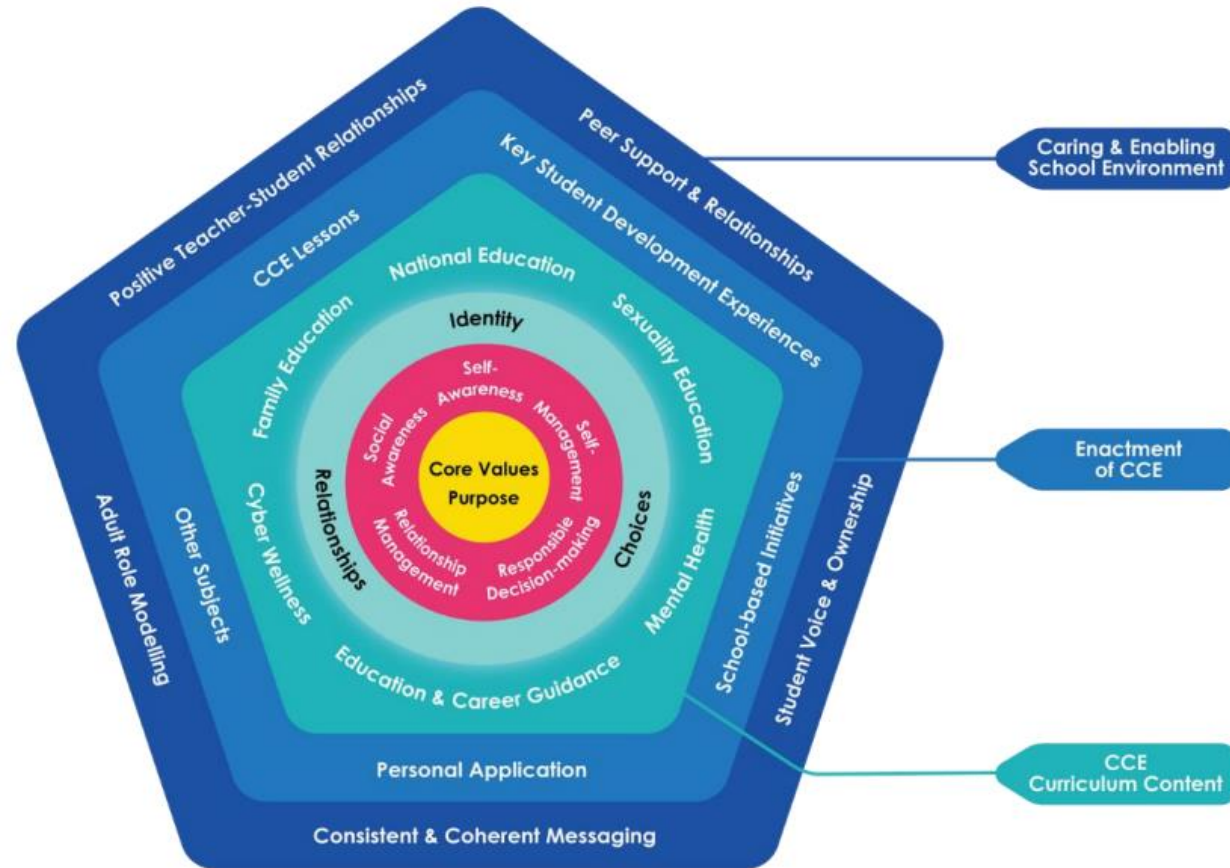 Positive Teacher-Student Relationships
Peer Support & Relationships
Student Voice & Ownership
Consistent & Coherent Messaging
Adult Role Modelling
CCE Lessons
Key Student Development Experiences
School-based Initiatives
Personal Application
Other Subjects
National Education
Sexuality Education
Mental Health
Education & Career Guidance
Cyber Wellness
Family Education
Identity
Choices
Relationships
Self-
Awareness
Self-
Management
Responsible
Decision-making
Relationship
Management
Social
Awareness
Core Values
Purpose
Caring & Enabling
School Environment
Enactment
of CCE
CCE
Curriculum Content